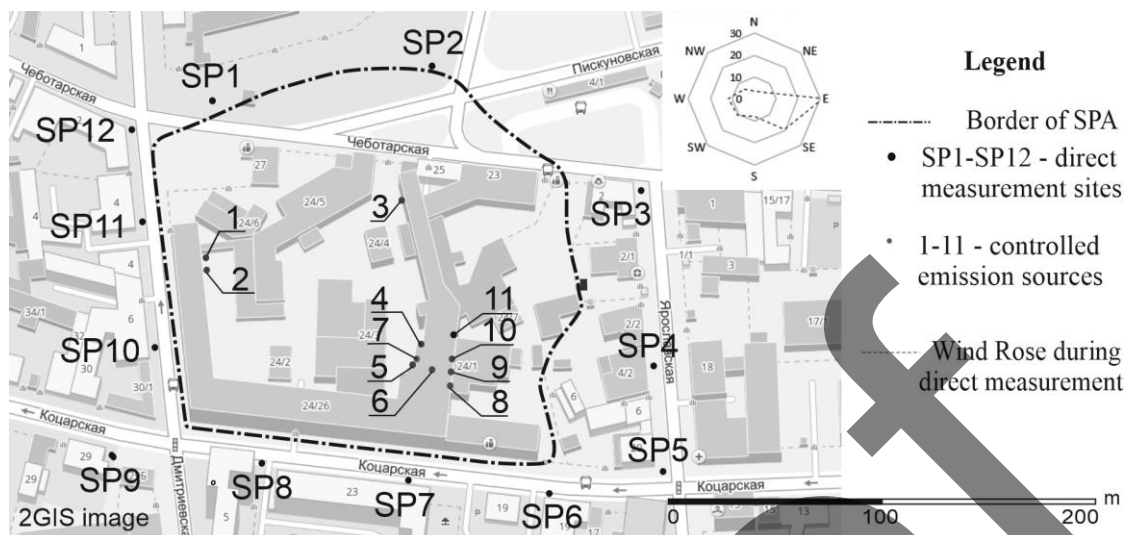 SP2
SP1
SP12
SP11
SP10
SP9
SP8
SP7
SP6
SP5
SP4
SP3
1
2
3
4
7
5
6
11
10
9
8
Чеботарская
Пискуновская
4/1
Чеботарская
1
2
27
25
23
24/5
24/6
24/4
4
4
4
6
34/1
30
30/1
24/2
24/26
24/1
2/1
2/2
4/2
6
6
1
15/17
1/1
3
17/1
18
Ярославская
Коцарская
Коцарская
Коцарская
Дмитриевская
29
29
5
23
19
13
2GIS image
N
NE
E
SE
S
SW
W
NW
30
20
10
0
Legend
Border of SPA
SP1-SP12 - direct
measurement sites
1-11 - controlled
emission sources
Wind Rose during
direct measurement
0 100 200 m